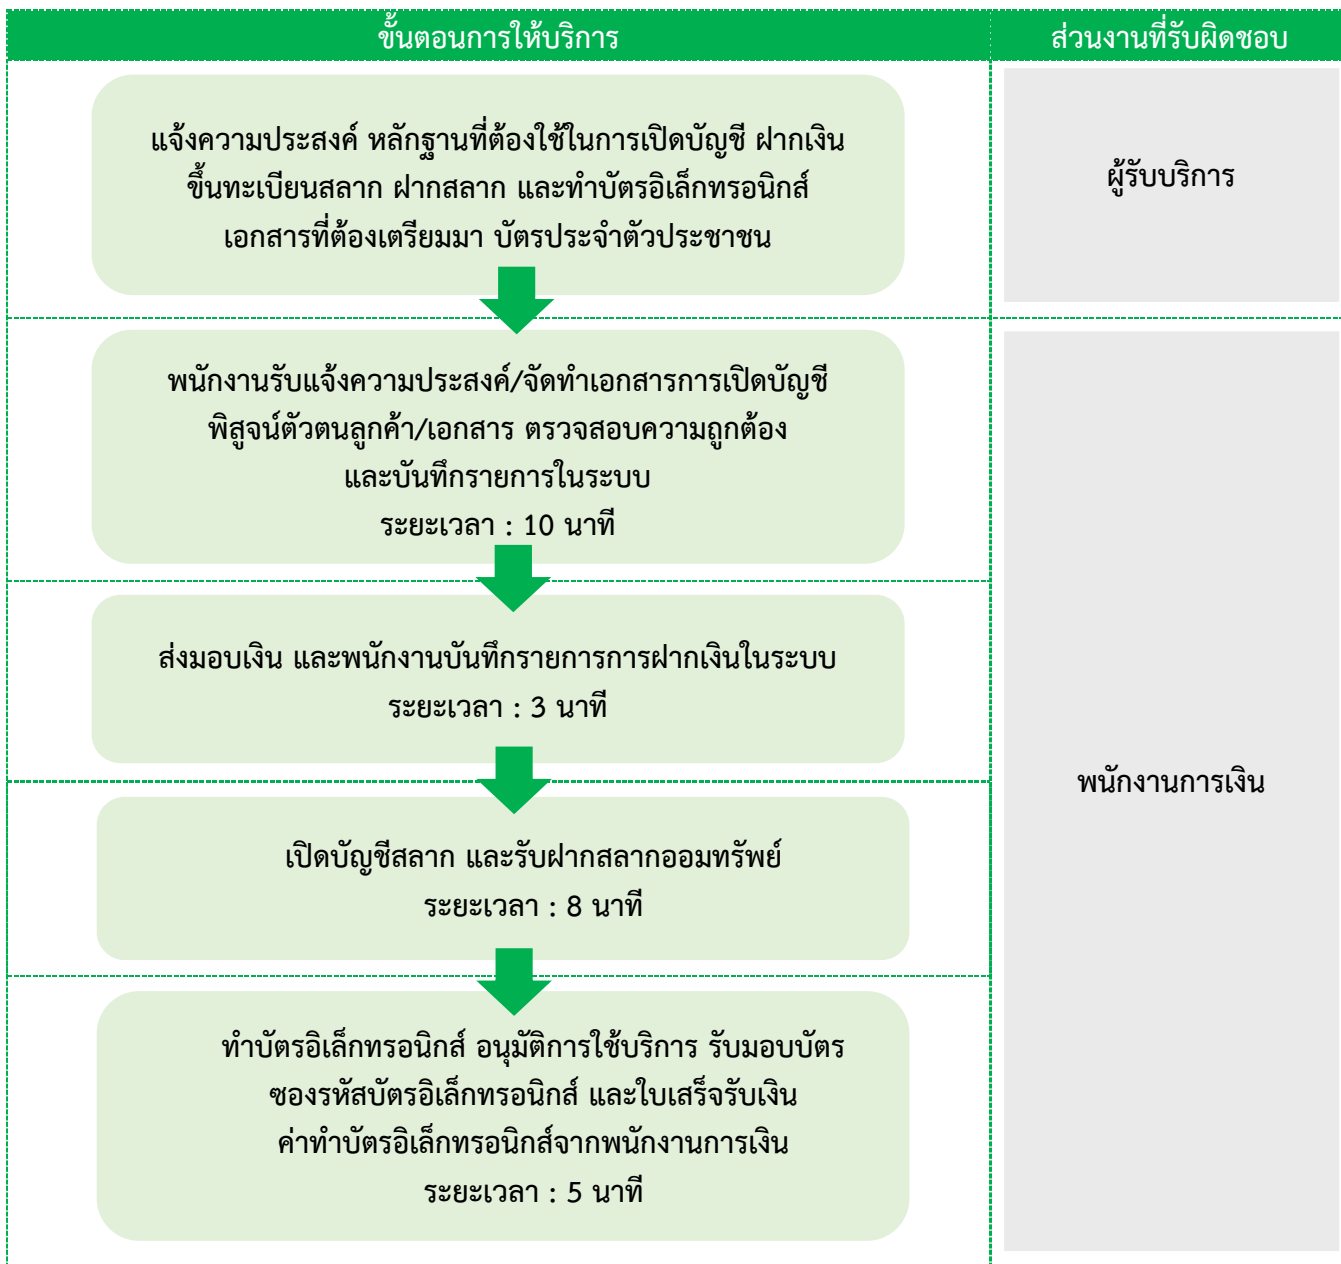 ขั้นตอนการให้บริการ
ส่วนงานที่รับผิดชอบ
แจ้งความประสงค์ หลักฐานที่ต้องใช้ในการเปิดบัญชี ฝากเงิน
ขึ้นทะเบียนสลาก ฝากสลาก และทำบัตรอิเล็กทรอนิกส์
เอกสารที่ต้องเตรียมมา บัตรประจำตัวประชาชน
ผู้รับบริการ
พนักงานรับแจ้งความประสงค์/จัดทำเอกสารการเปิดบัญชี
พิสูจน์ตัวตนลูกค้า/เอกสาร ตรวจสอบความถูกต้อง
และบันทึกรายการในระบบ
ระยะเวลา : 10 นาที
ส่งมอบเงิน และพนักงานบันทึกรายการการฝากเงินในระบบ
ระยะเวลา : 3 นาที
พนักงานการเงิน
เปิดบัญชีสลาก และรับฝากสลากออมทรัพย์
ระยะเวลา : 8 นาที
ทำบัตรอิเล็กทรอนิกส์ อนุมัติการใช้บริการ รับมอบบัตร
ซองรหัสบัตรอิเล็กทรอนิกส์ และใบเสร็จรับเงิน
ค่าทำบัตรอิเล็กทรอนิกส์จากพนักงานการเงิน
ระยะเวลา : 5 นาที